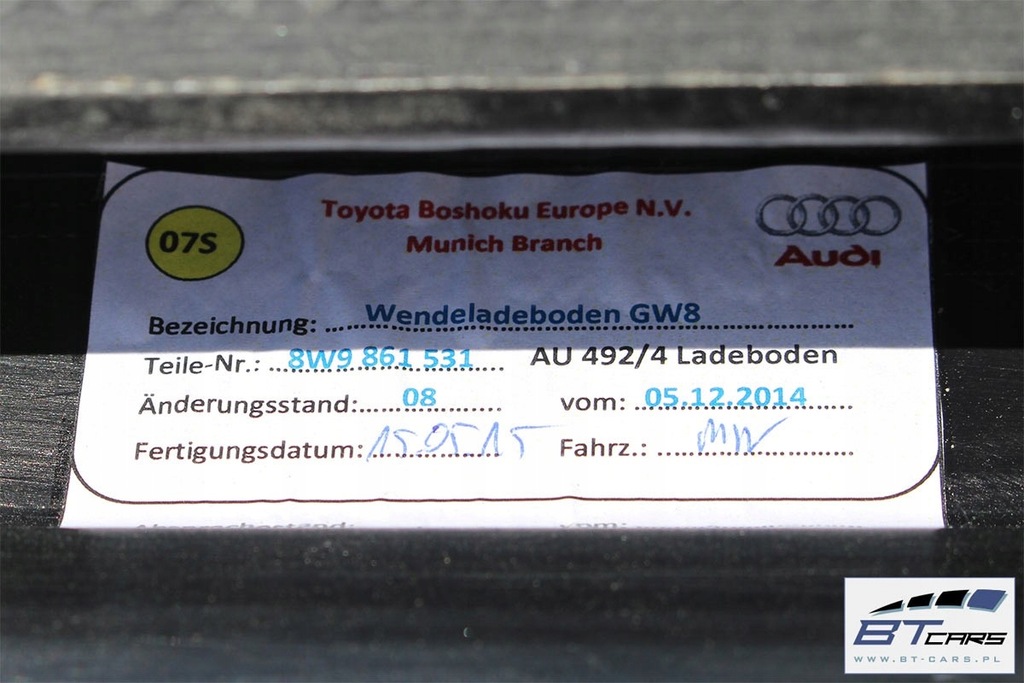 07S
Toyota Boshoku Europe N.V.
Munich Branch
Audi
Bezeichnung: Wendeladeboden GW8
Teile-Nr.: 8W9 861 531 AU 492/4 Ladeboden
Änderungsstand: 08 vom: 05.12.2014
Fertigungsdatum: 15.05.15 Fahrz.: MW
vom:
BT CARS
WWW.BT-CARS.PL